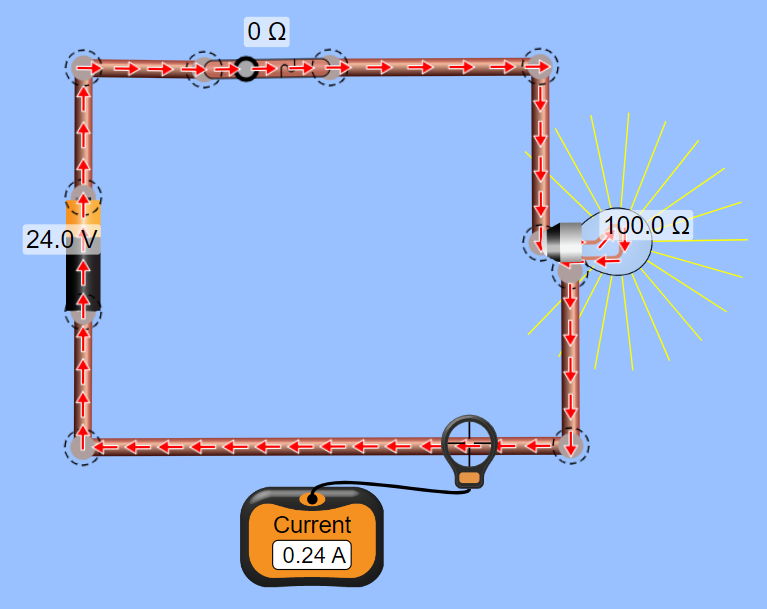 0 Ω
24.0 V
100.0 Ω
Current
0.24 A